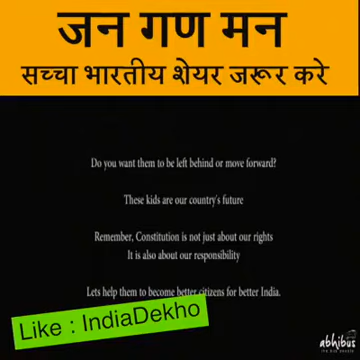 जन गण मन
सच्चा भारतीय शेयर जरूर करे
Do you want them to be left behind or move forward?
These kids are our country's future
Remember, Constitution is not just about our rights
It is also about our responsibility
Lets help them to become better citizens for better India.
Like : IndiaDekho
abhibus